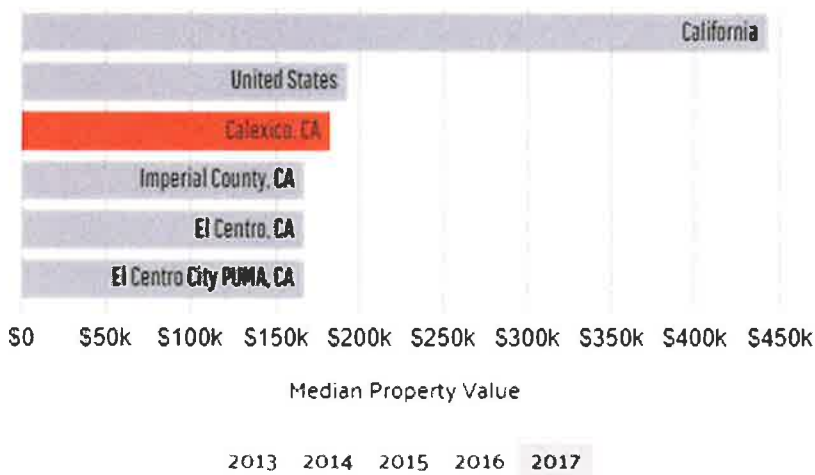 California
United States
Calexico, CA
Imperial County, CA
El Centro, CA
El Centro City PUMA, CA
$0 $50k $100k $150k $200k $250k $300k $350k $400k $450k
Median Property Value
2013 2014 2015 2016 2017